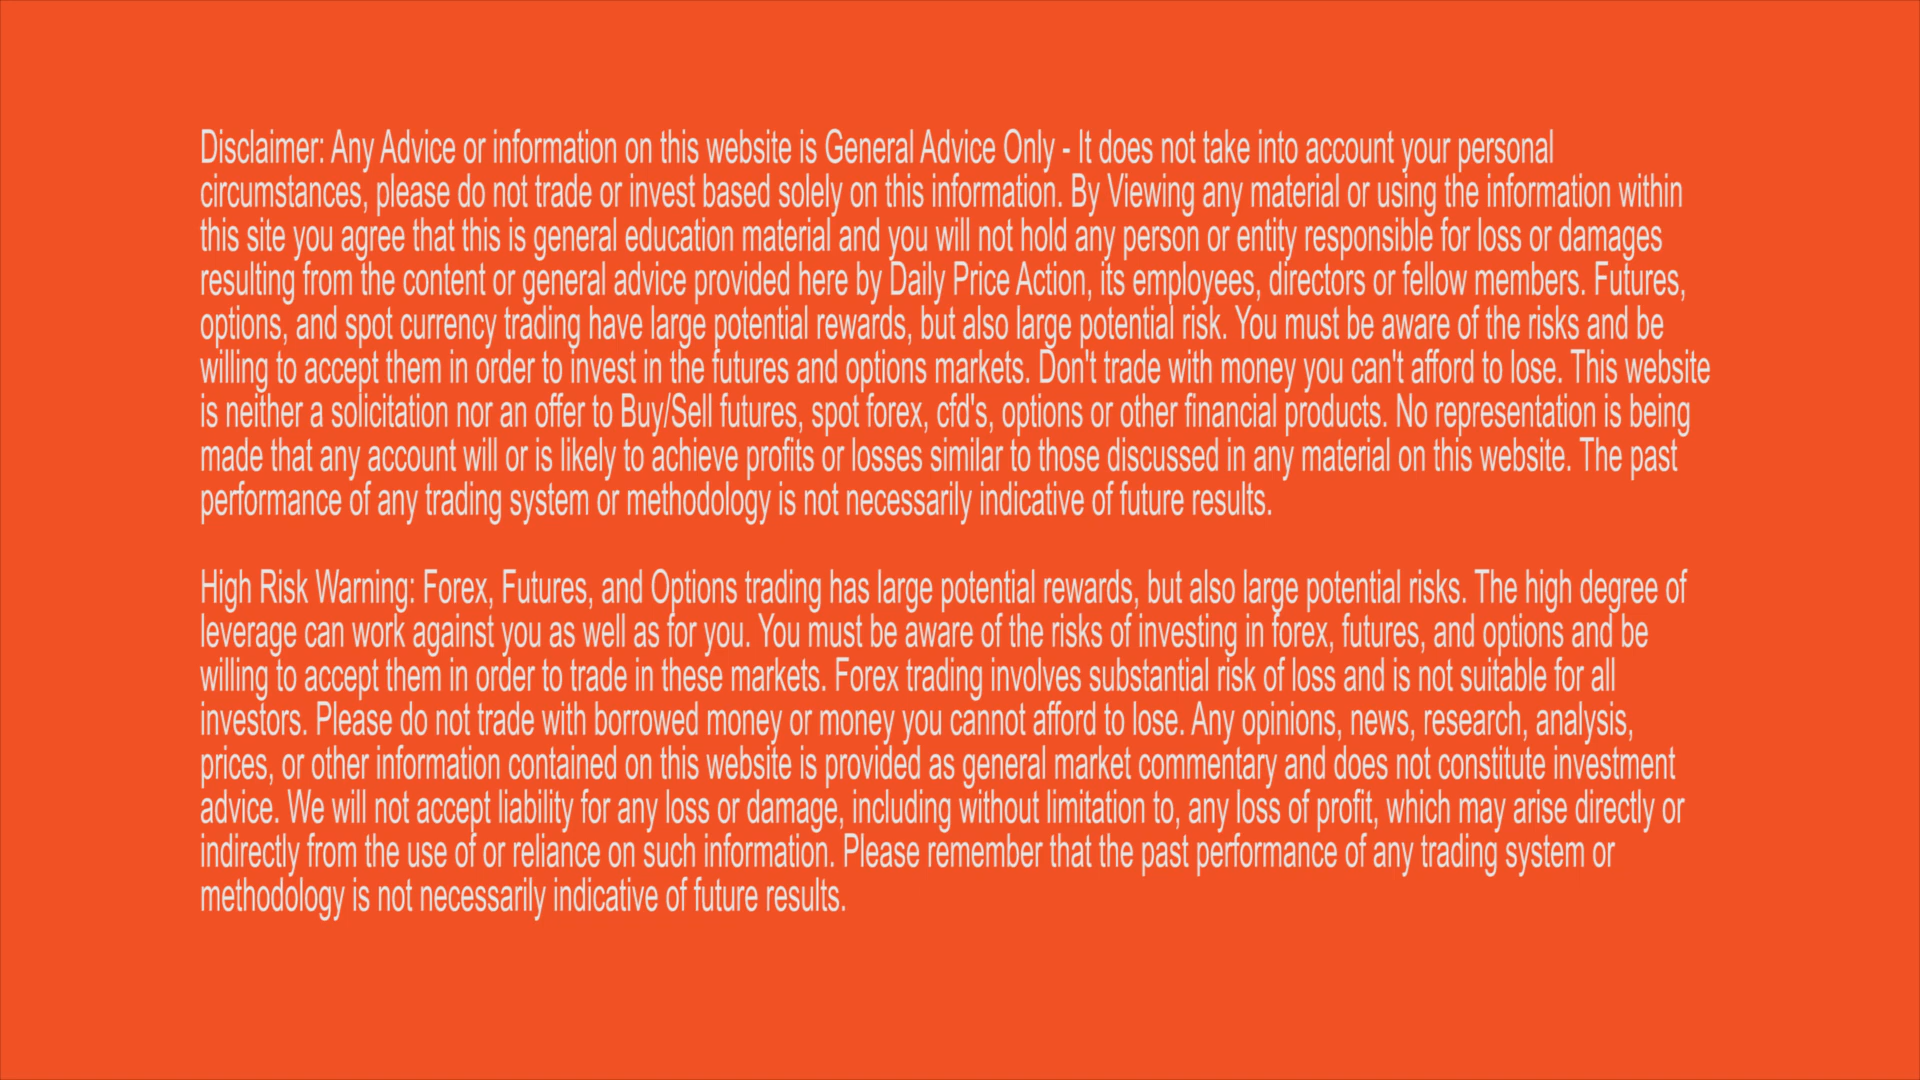 Disclaimer: Any Advice or information on this website is General Advice Only - It does not take into account your personal
circumstances, please do not trade or invest based solely on this information. By Viewing any material or using the information within
this site you agree that this is general education material and you will not hold any person or entity responsible for loss or damages
resulting from the content or general advice provided here by Daily Price Action, its employees, directors or fellow members. Futures,
options, and spot currency trading have large potential rewards, but also large potential risk. You must be aware of the risks and be
willing to accept them in order to invest in the futures and options markets. Don't trade with money you can't afford to lose. This website
is neither a solicitation nor an offer to Buy/Sell futures, spot forex, cfd's, options or other financial products. No representation is being
made that any account will or is likely to achieve profits or losses similar to those discussed in any material on this website. The past
performance of any trading system or methodology is not necessarily indicative of future results.
High Risk Warning: Forex, Futures, and Options trading has large potential rewards, but also large potential risks. The high degree of
leverage can work against you as well as for you. You must be aware of the risks of investing in forex, futures, and options and be
willing to accept them in order to trade in these markets. Forex trading involves substantial risk of loss and is not suitable for all
investors. Please do not trade with borrowed money or money you cannot afford to lose. Any opinions, news, research, analysis,
prices, or other information contained on this website is provided as general market commentary and does not constitute investment
advice. We will not accept liability for any loss or damage, including without limitation to, any loss of profit, which may arise directly or
indirectly from the use of or reliance on such information. Please remember that the past performance of any trading system or
methodology is not necessarily indicative of future results.